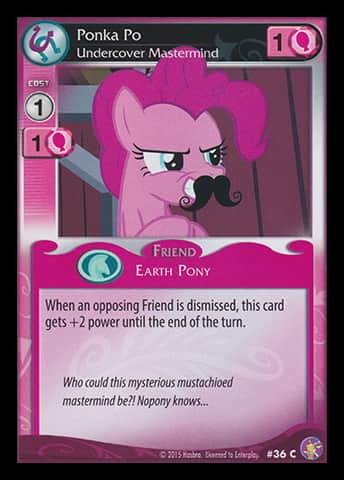 Ponka Po
Undercover Mastermind
1
COST
1
1
FRIEND
EARTH PONY
When an opposing Friend is dismissed, this card
gets +2 power until the end of the turn.
Who could this mysterious mustachioed
mastermind be?! Nopony knows...
© 2015 Hasbro. Licensed to Enterplay.
#36 C